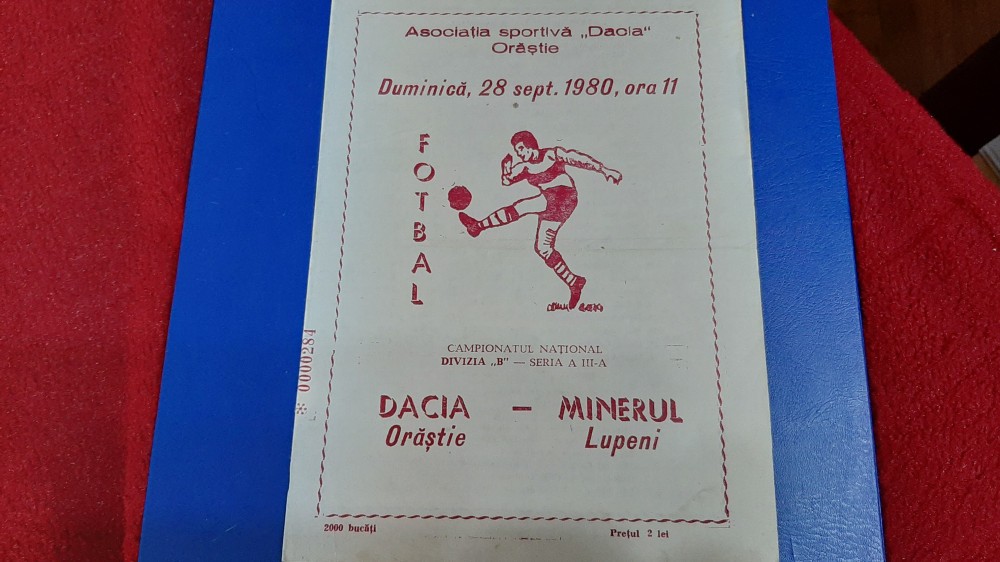 Asociația sportivă „Dacia"
Orăștie
Duminică, 28 sept. 1980, ora 11
FOTBAL
CAMPIONATUL NAȚIONAL
DIVIZIA „B" — SERIA A III-A
DACIA — MINERUL
Orăștie Lupeni
* 0000284
2000 bucăți
Prețul 2 lei